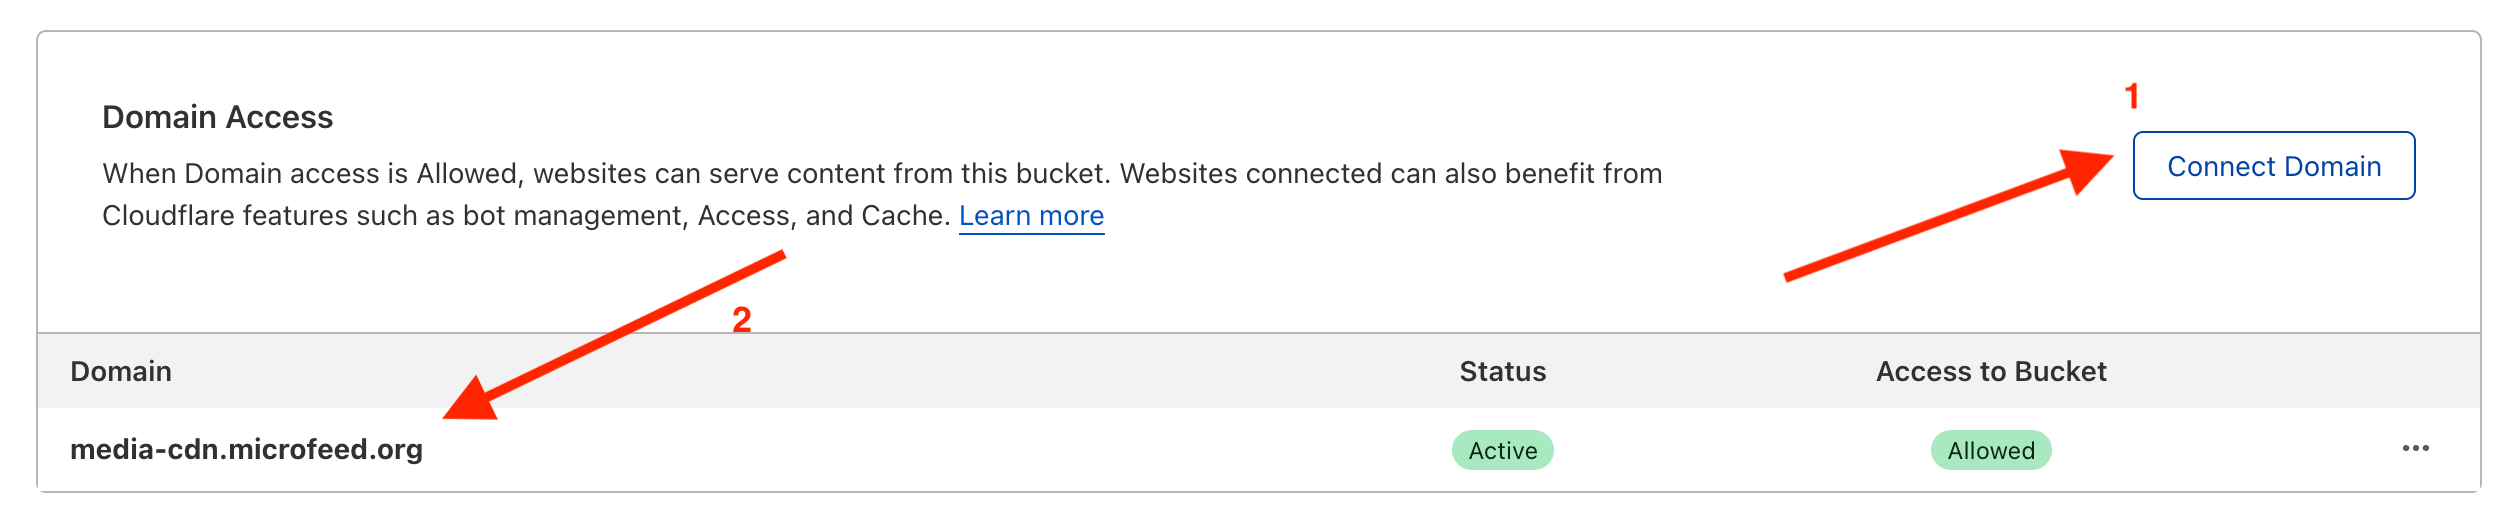 1
Domain Access
Connect Domain
When Domain access is Allowed, websites can serve content from this bucket. Websites connected can also benefit from
Cloudflare features such as bot management, Access, and Cache. Learn more
2
Domain Status Access to Bucket
media-cdn.microfeed.org Active Allowed